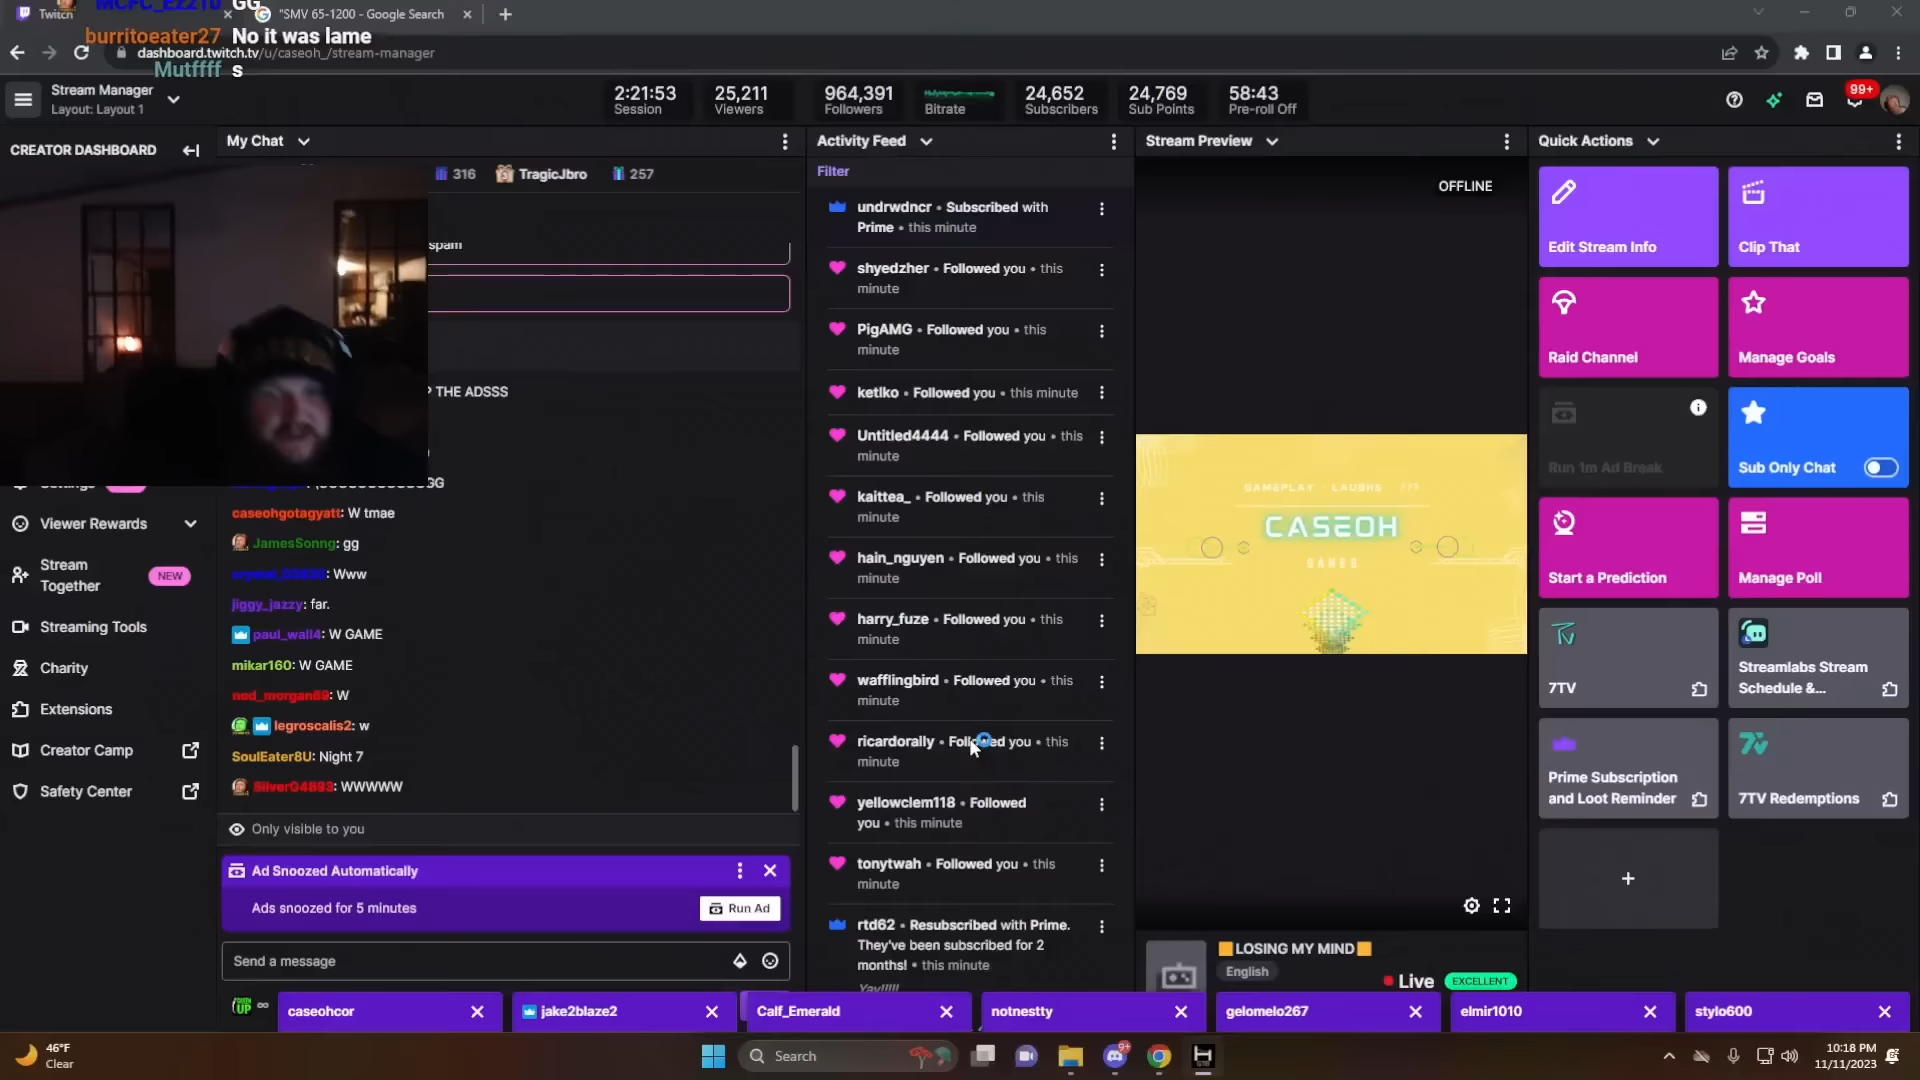 Twitch
"SMV 65-1200 - Google Search
GG
burritoeater27 No it was lame
dashboard.twitch.tv/u/caseoh_/stream-manager
Mutffff s
Stream Manager
Layout: Layout 1
2:21:53
Session
25,211
Viewers
964,391
Followers
Bitrate
24,652
Subscribers
24,769
Sub Points
58:43
Pre-roll Off
99+
CREATOR DASHBOARD
Viewer Rewards
Stream
Together
NEW
Streaming Tools
Charity
Extensions
Creator Camp
Safety Center
My Chat
316
TragicJbro
257
spam
THE ADSSS
caseohgotagyatt: W tmae
JamesSonng: gg
Www
jiggy_jazzy: far.
paul_wall4: W GAME
mikar160: W GAME
ned_morgan69: W
legroscalis2: w
SoulEater8U: Night 7
SilverG4893: WWWWW
Only visible to you
Ad Snoozed Automatically
Ads snoozed for 5 minutes
Run Ad
Send a message
Activity Feed
Filter
undrwdncr • Subscribed with
Prime • this minute
shyedzher • Followed you • this
minute
PigAMG • Followed you • this
minute
ketlko • Followed you • this minute
Untitled4444 • Followed you • this
minute
kaittea_ • Followed you • this
minute
hain_nguyen • Followed you • this
minute
harry_fuze • Followed you • this
minute
wafflingbird • Followed you • this
minute
ricardorally • Followed you • this
minute
yellowclem118 • Followed
you • this minute
tonytwah • Followed you • this
minute
rtd62 • Resubscribed with Prime.
They've been subscribed for 2
months! • this minute
Yay!!!!!
Stream Preview
OFFLINE
GAMEPLAY - LAUGHS
CASEOH
GAMES
LOSING MY MIND
English
Live
EXCELLENT
Quick Actions
Edit Stream Info
Clip That
Raid Channel
Manage Goals
Run 1m Ad Break
Sub Only Chat
Start a Prediction
Manage Poll
7TV
Streamlabs Stream
Schedule &...
Prime Subscription
and Loot Reminder
7TV Redemptions
caseohcor
jake2blaze2
Calf_Emerald
notnestty
gelomelo267
elmir1010
stylo600
46°F
Clear
Search
9+
10:18 PM
11/11/2023